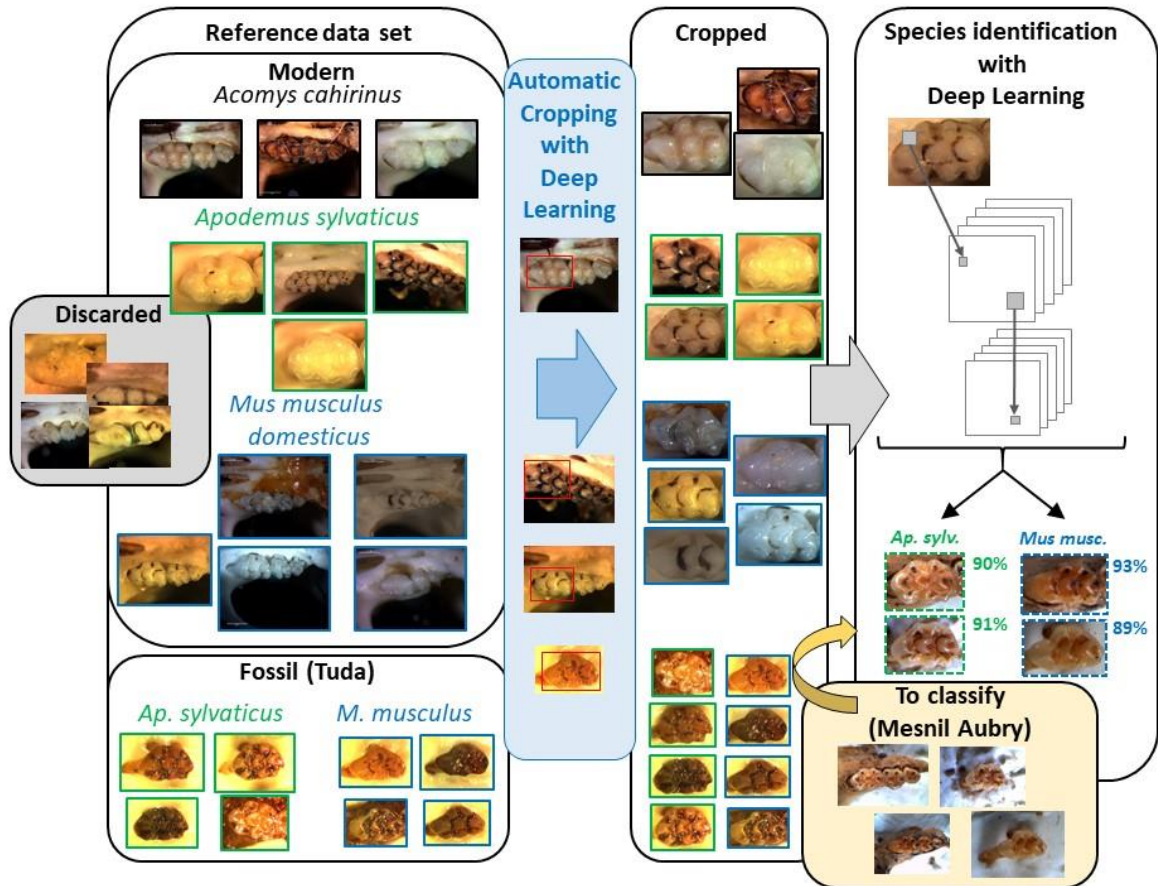 Reference data set
Modern
Acomys cahirinus
Apodemus sylvaticus
Discarded
Mus musculus
domesticus
Fossil (Tuda)
Ap. sylvaticus
M. musculus
Automatic
Cropping
with
Deep
Learning
Cropped
Species identification
with
Deep Learning
Ap. sylv.
Mus musc.
90%
93%
91%
89%
To classify
(Mesnil Aubry)